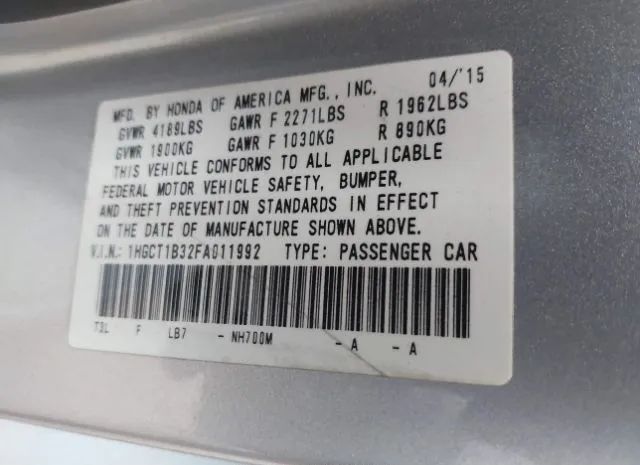 MFD. BY HONDA OF AMERICA MFG., INC. 04/'15
GVWR 4189LBS GAWR F 2271LBS R 1962LBS
GVWR 1900KG GAWR F 1030KG R 890KG
THIS VEHICLE CONFORMS TO ALL APPLICABLE
FEDERAL MOTOR VEHICLE SAFETY, BUMPER,
AND THEFT PREVENTION STANDARDS IN EFFECT
ON THE DATE OF MANUFACTURE SHOWN ABOVE.
V.I.N.: 1HGCT1B32FA011992 TYPE: PASSENGER CAR
T3L F LB7 - NH700M - A - A